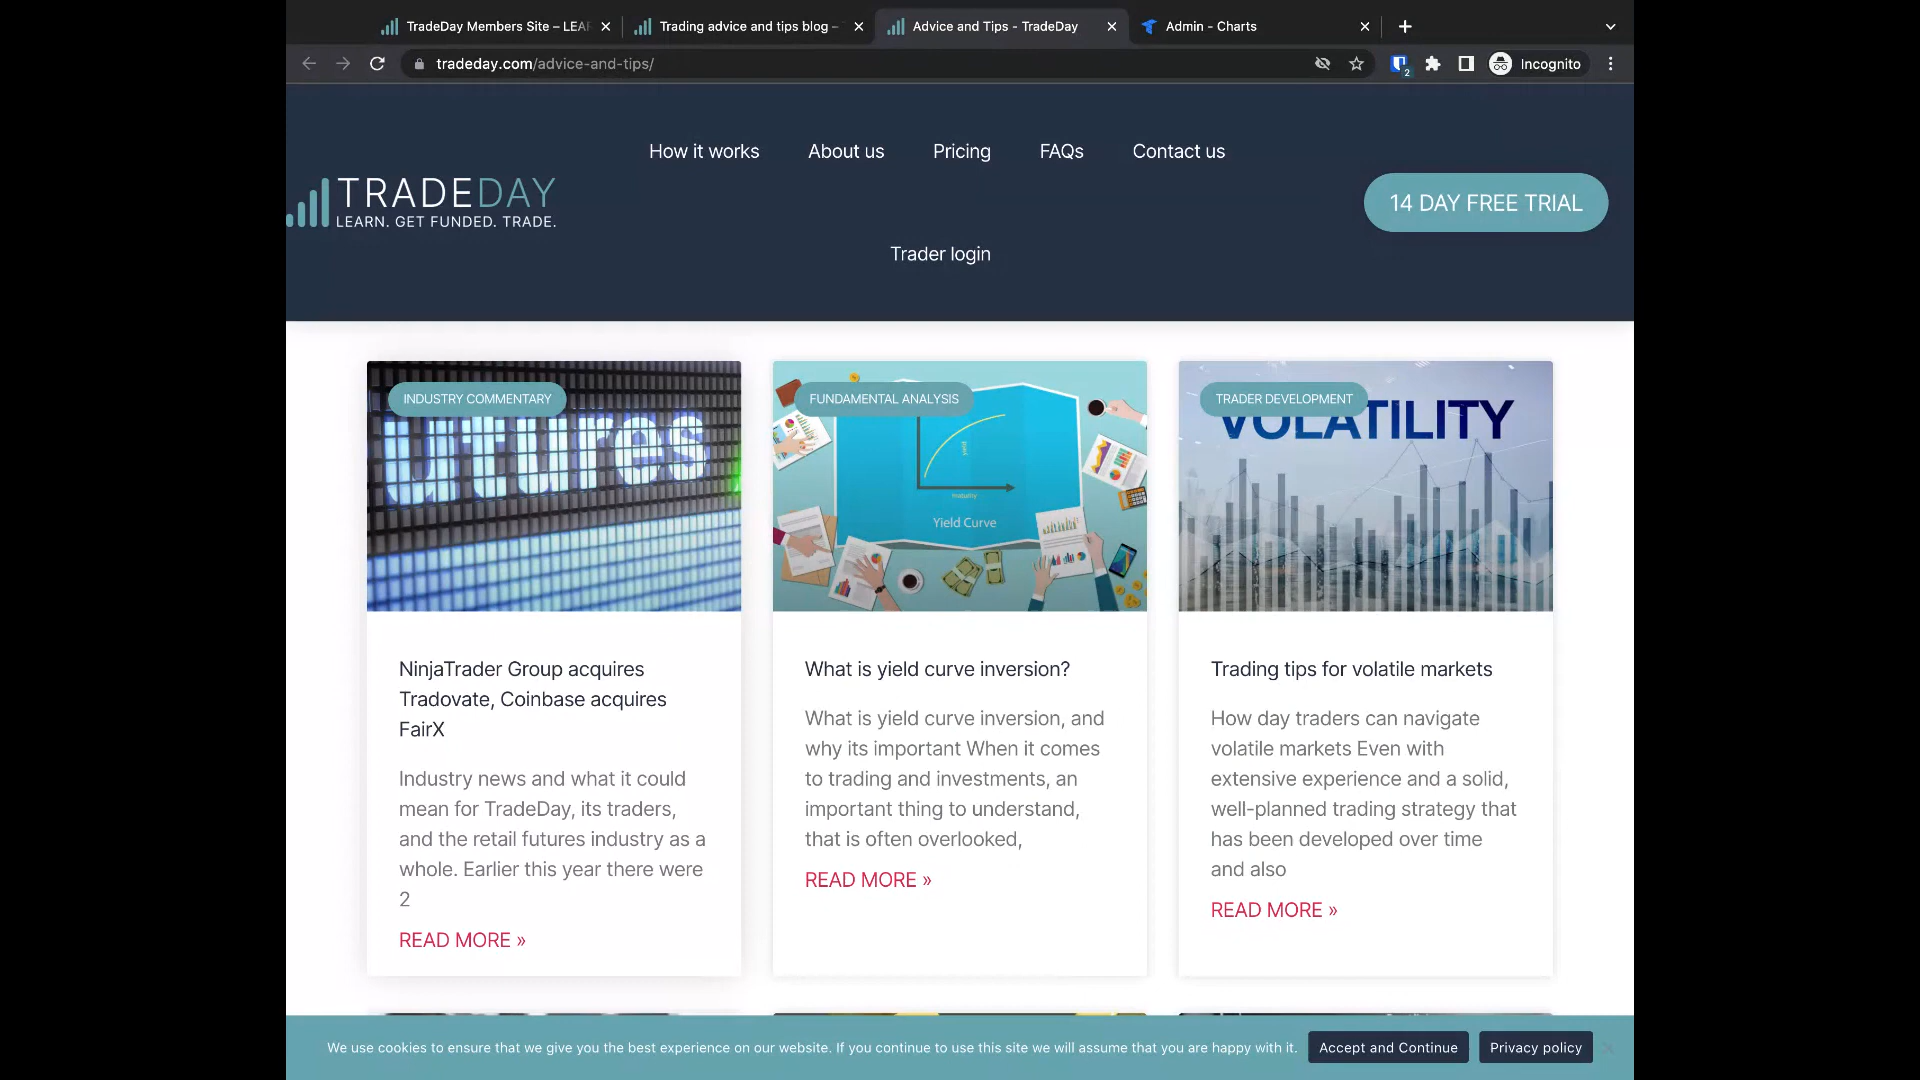 TradeDay Members Site – LEA
Trading advice and tips blog –
Advice and Tips - TradeDay
Admin - Charts
tradeday.com/advice-and-tips/
2
Incognito
How it works
About us
Pricing
FAQs
Contact us
TRADEDAY
LEARN. GET FUNDED. TRADE.
14 DAY FREE TRIAL
Trader login
INDUSTRY COMMENTARY
utures
FUNDAMENTAL ANALYSIS
yield
maturity
Yield Curve
TRADER DEVELOPMENT
VOLATILITY
NinjaTrader Group acquires
Tradovate, Coinbase acquires
FairX
Industry news and what it could
mean for TradeDay, its traders,
and the retail futures industry as a
whole. Earlier this year there were
2
READ MORE »
What is yield curve inversion?
What is yield curve inversion, and
why its important When it comes
to trading and investments, an
important thing to understand,
that is often overlooked,
READ MORE »
Trading tips for volatile markets
How day traders can navigate
volatile markets Even with
extensive experience and a solid,
well-planned trading strategy that
has been developed over time
and also
READ MORE »
We use cookies to ensure that we give you the best experience on our website. If you continue to use this site we will assume that you are happy with it.
Accept and Continue
Privacy policy